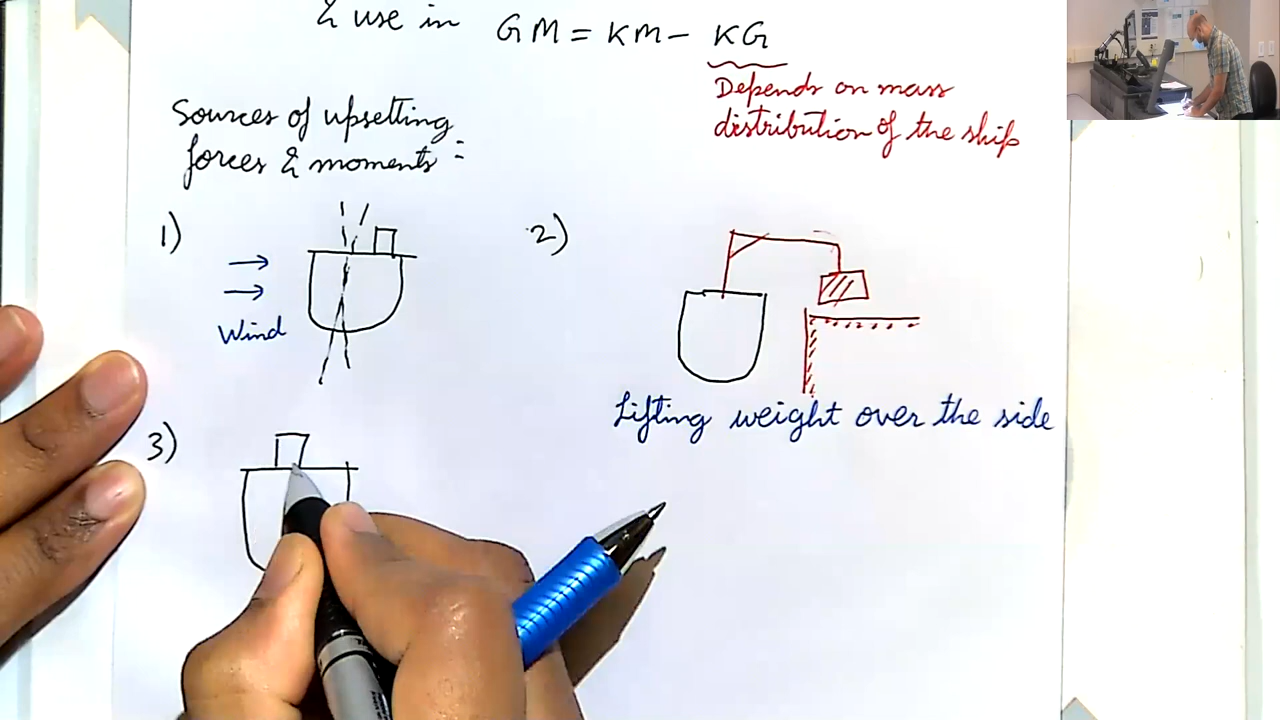 & use in GM = KM - KG
Depends on mass
distribution of the ship
Sources of upsetting
forces & moments :
1)
Wind
2)
Lifting weight over the side
3)